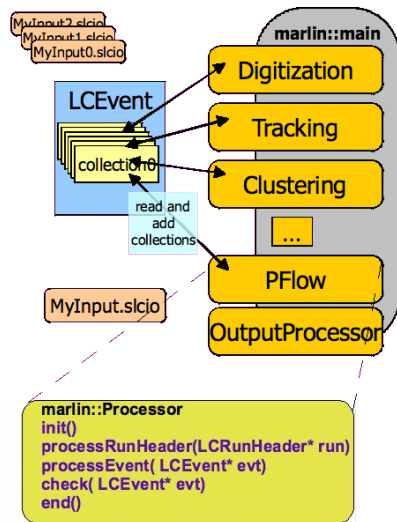 MyInput2.slcio
MyInput1.slcio
MyInput0.slcio
marlin::main
LCEvent
collection0
read and
add
collections
Digitization
Tracking
Clustering
...
PFlow
OutputProcessor
MyInput.slcio
marlin::Processor
init()
processRunHeader(LCRunHeader* run)
processEvent( LCEvent* evt)
check( LCEvent* evt)
end()